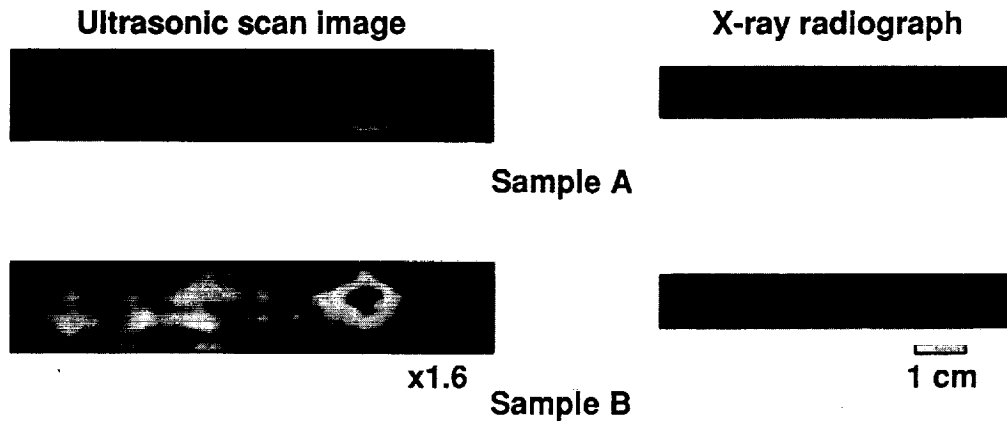 Ultrasonic scan image
X-ray radiograph
Sample A
x1.6
1 cm
Sample B